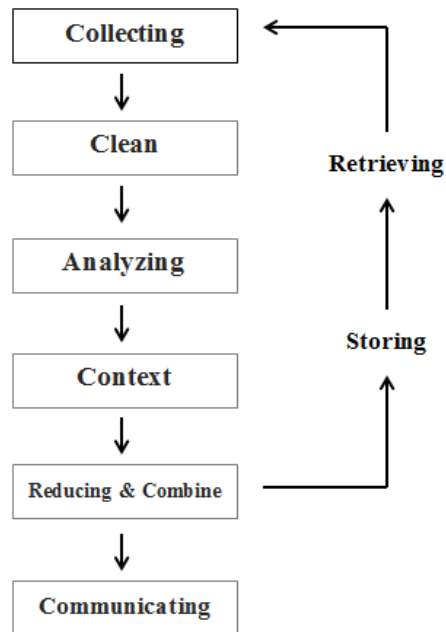 Collecting
Clean
Retrieving
Analyzing
Storing
Context
Reducing & Combine
Communicating